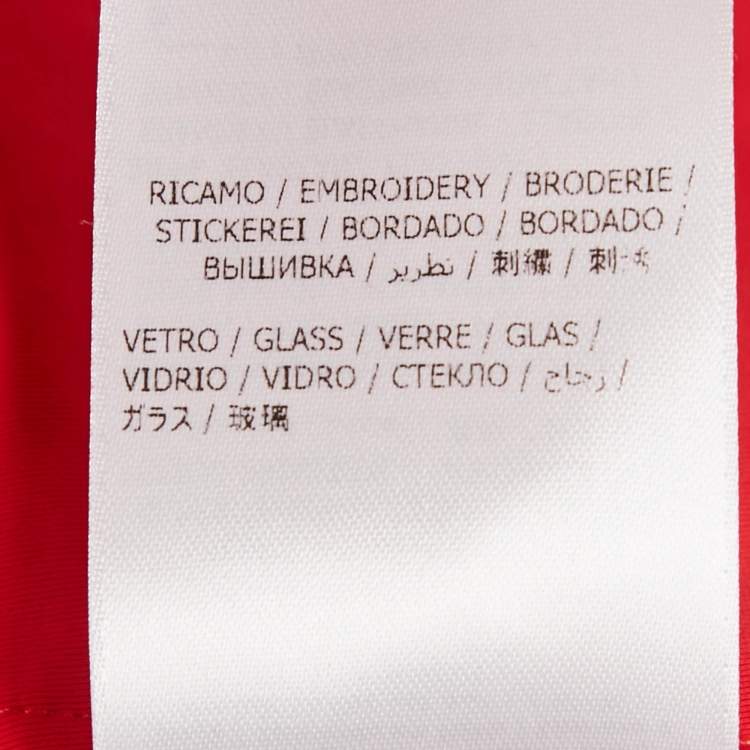 RICAMO / EMBROIDERY / BRODERIE /
STICKEREI / BORDADO / BORDADO /
ВЫШИВКА / تطريز / 刺繍 /
VETRO / GLASS / VERRE / GLAS /
VIDRIO / VIDRO / СТЕКЛО / زجاج /
ガラス / 玻璃